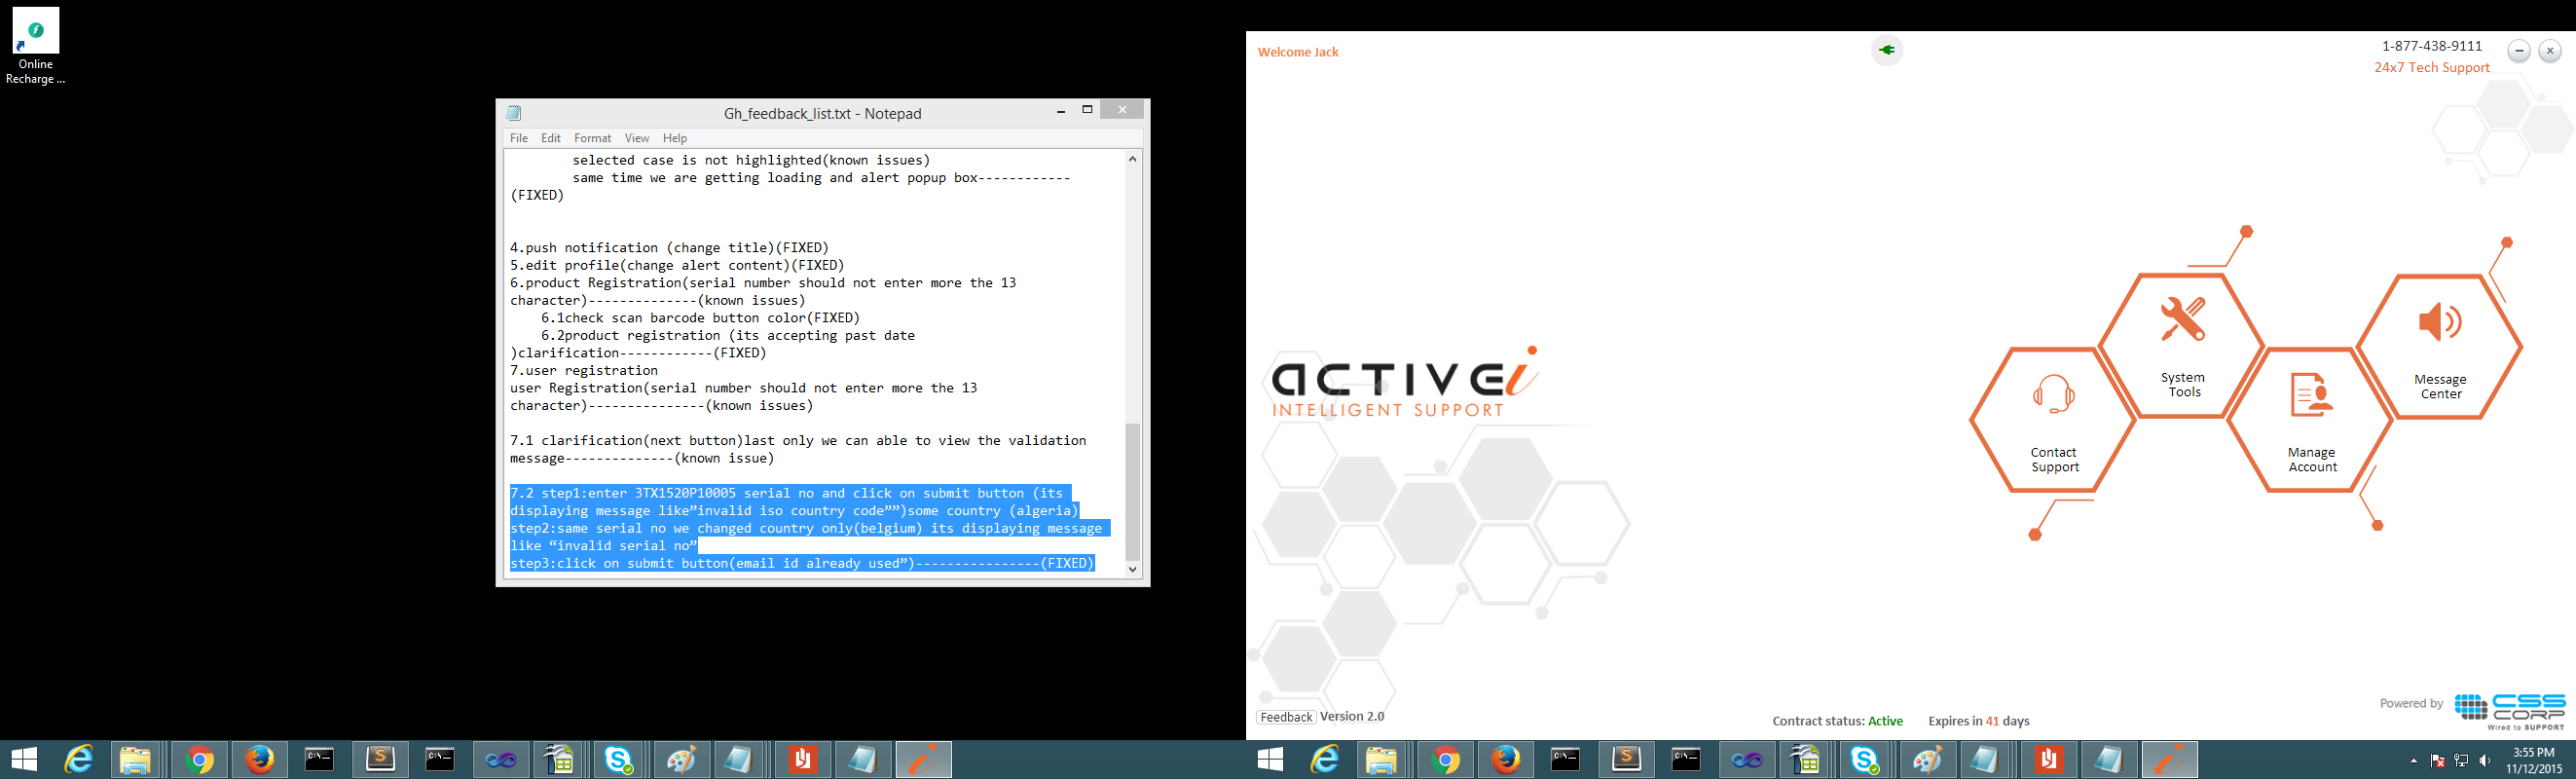 Online
Recharge ...
Gh_feedback_list.txt - Notepad
File Edit Format View Help
selected case is not highlighted(known issues)
same time we are getting loading and alert popup box------------
(FIXED)
4.push notification (change title)(FIXED)
5.edit profile(change alert content)(FIXED)
6.product Registration(serial number should not enter more the 13
character)--------------(known issues)
6.1check scan barcode button color(FIXED)
6.2product registration (its accepting past date
)clarification------------(FIXED)
7.user registration
user Registration(serial number should not enter more the 13
character)---------------(known issues)
7.1 clarification(next button)last only we can able to view the validation
message--------------(known issue)
7.2 step1:enter 3TX1520P10005 serial no and click on submit button (its
displaying message like”invalid iso country code””)some country (algeria)
step2:same serial no we changed country only(belgium) its displaying message
like “invalid serial no”
step3:click on submit button(email id already used”)----------------(FIXED)
Welcome Jack
1-877-438-9111
24x7 Tech Support
ACTIVEi
INTELLIGENT SUPPORT
System
Tools
Message
Center
Contact
Support
Manage
Account
Feedback Version 2.0
Contract status: Active Expires in 41 days
Powered by
CSS
CORP
Wired to SUPPORT
3:55 PM
11/12/2015